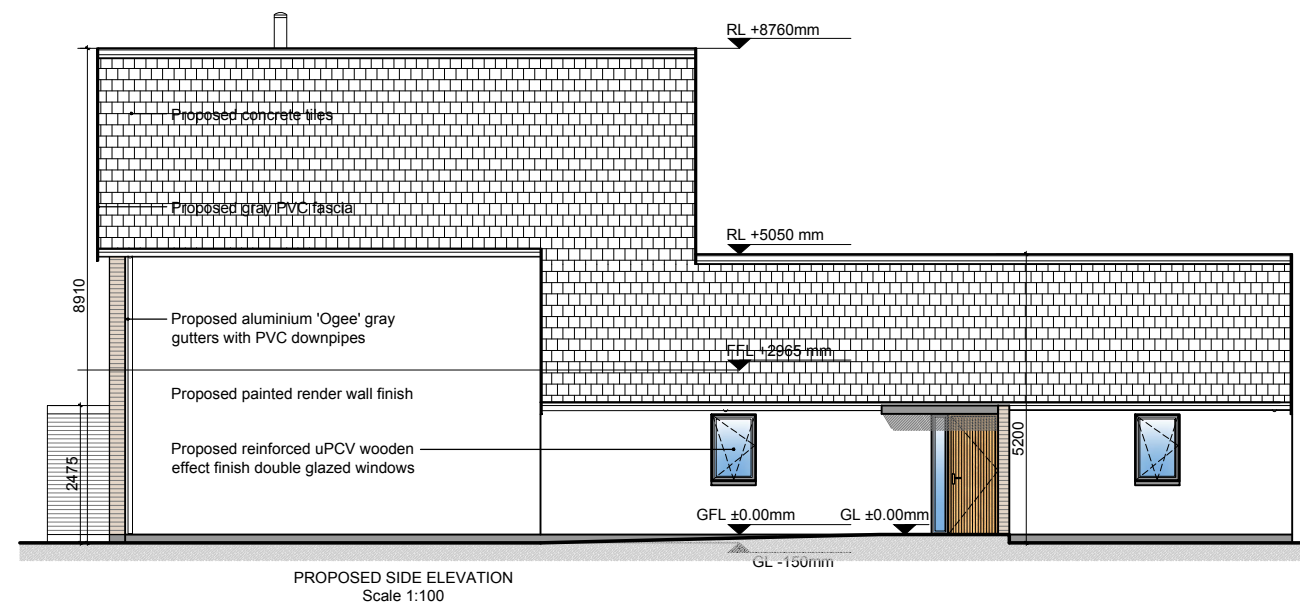 RL +8760mm
Proposed concrete tiles
Proposed gray PVC fascia
RL +5050 mm
8910
Proposed aluminium 'Ogee' gray
gutters with PVC downpipes
FFL +2965 mm
Proposed painted render wall finish
Proposed reinforced uPCV wooden
effect finish double glazed windows
2475
5200
GFL ±0.00mm
GL ±0.00mm
GL -150mm
PROPOSED SIDE ELEVATION
Scale 1:100